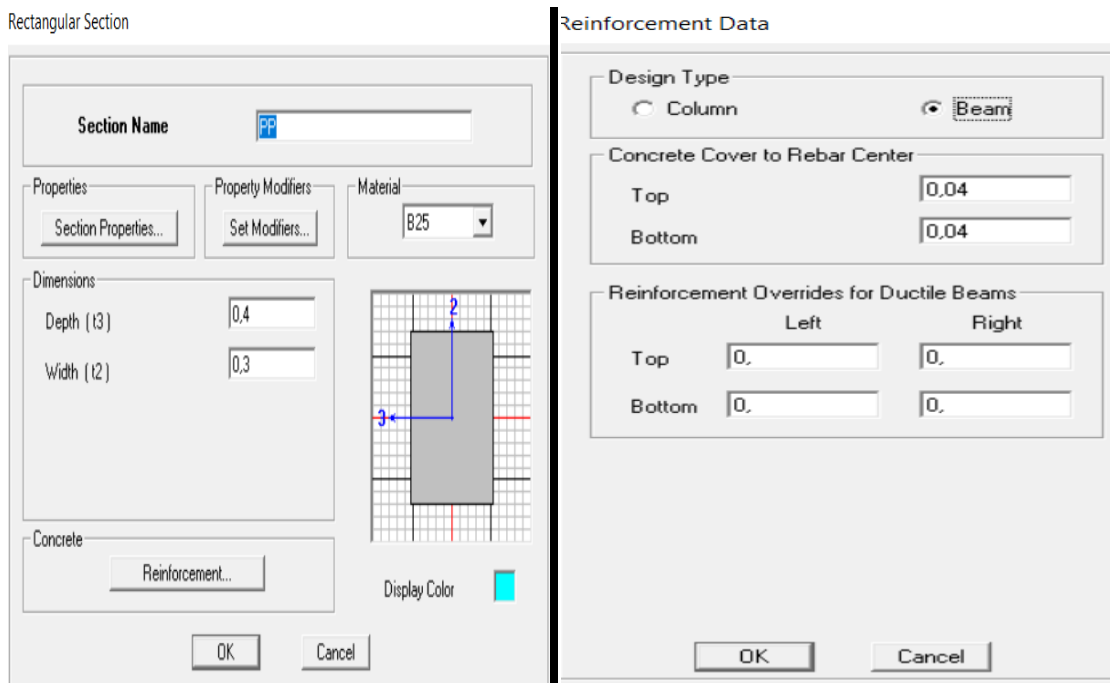 Rectangular Section
Section Name
PP
Properties
Section Properties...
Property Modifiers
Set Modifiers...
Material
B25
Dimensions
Depth ( t3 )
0,4
Width ( t2 )
0,3
2
3
Concrete
Reinforcement...
Display Color
OK
Cancel
Reinforcement Data
Design Type
Column
Beam
Concrete Cover to Rebar Center
Top
0,04
Bottom
0,04
Reinforcement Overrides for Ductile Beams
Left Right
Top 0, 0,
Bottom 0, 0,
OK
Cancel